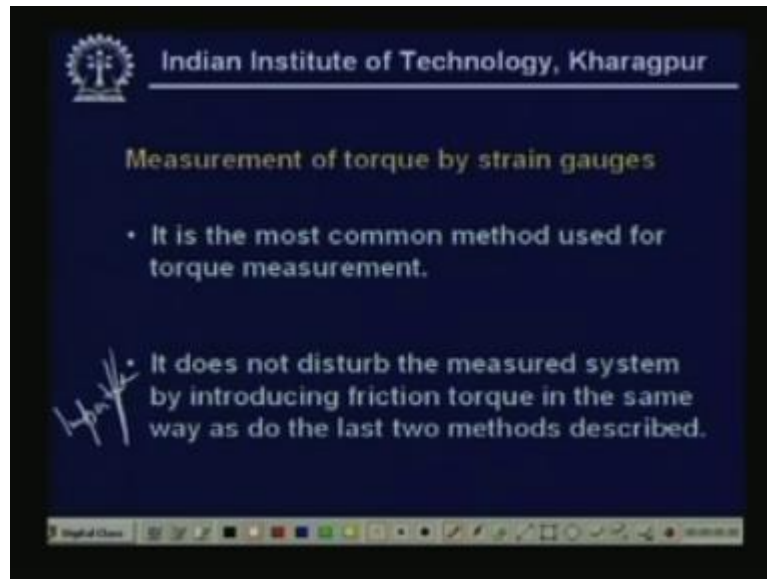 Indian Institute of Technology, Kharagpur
Measurement of torque by strain gauges
• It is the most common method used for
torque measurement.
• It does not disturb the measured system
by introducing friction torque in the same
way as do the last two methods described.